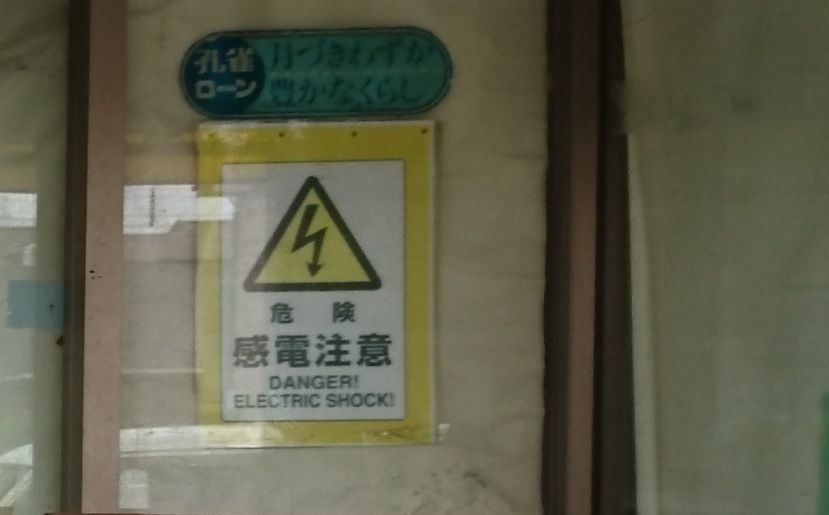 孔雀
ローン
月づきわずか
豊かなくらし
危 険
感電注意
DANGER!
ELECTRIC SHOCK!